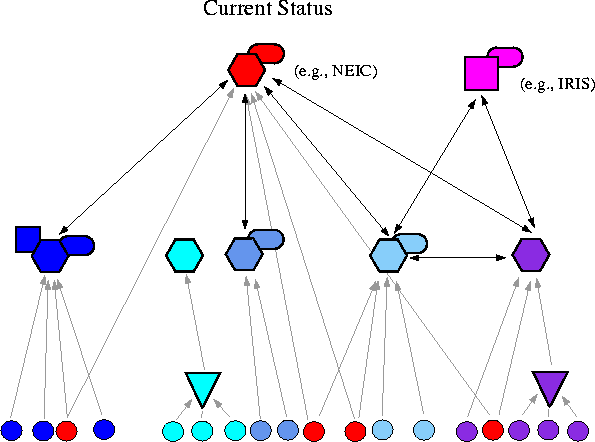 Current Status
(e.g., NEIC)
(e.g., IRIS)